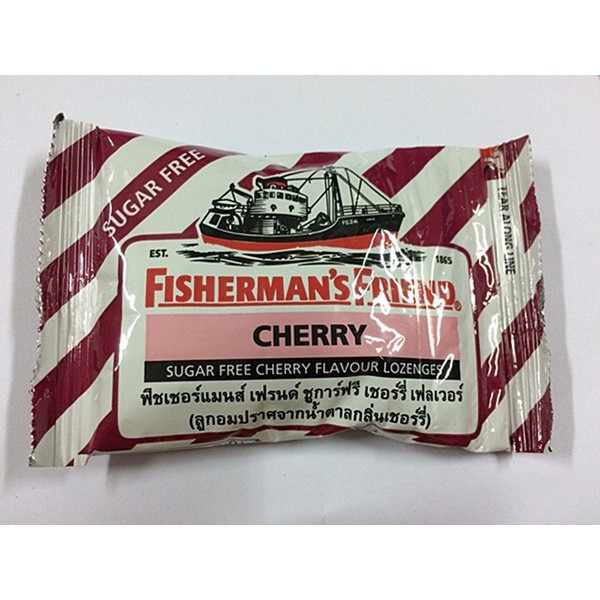 SUGAR FREE
TEAR ALONG LINE
EST. 1865
FISHERMAN'S FRIEND®
CHERRY
SUGAR FREE CHERRY FLAVOUR LOZENGES
ฟิชเชอร์แมนส์ เฟรนด์ ชูการ์ฟรี เชอร์รี่ เฟลเวอร์
(ลูกอมปราศจากน้ำตาลกลิ่นเชอร์รี่)